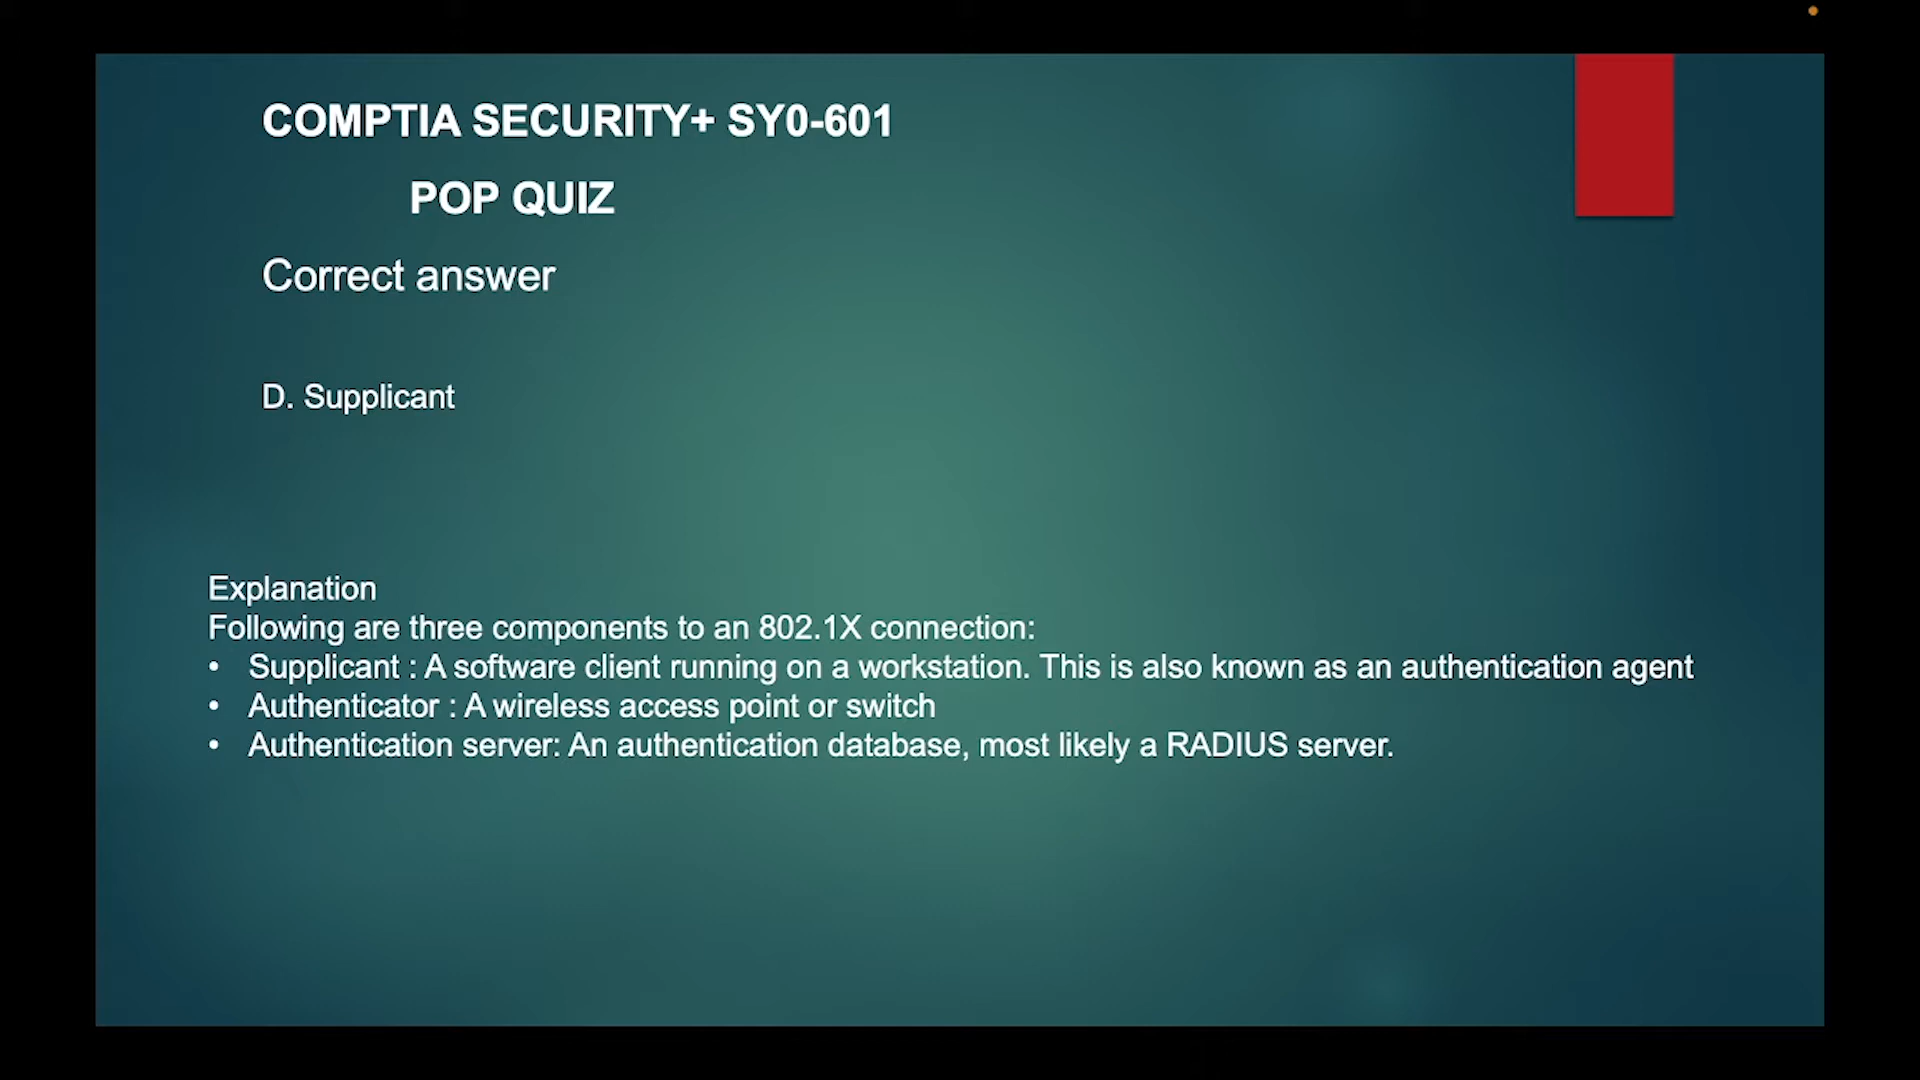 COMPTIA SECURITY+ SY0-601
POP QUIZ
Correct answer
D. Supplicant
Explanation
Following are three components to an 802.1X connection:
• Supplicant : A software client running on a workstation. This is also known as an authentication agent
• Authenticator : A wireless access point or switch
• Authentication server: An authentication database, most likely a RADIUS server.